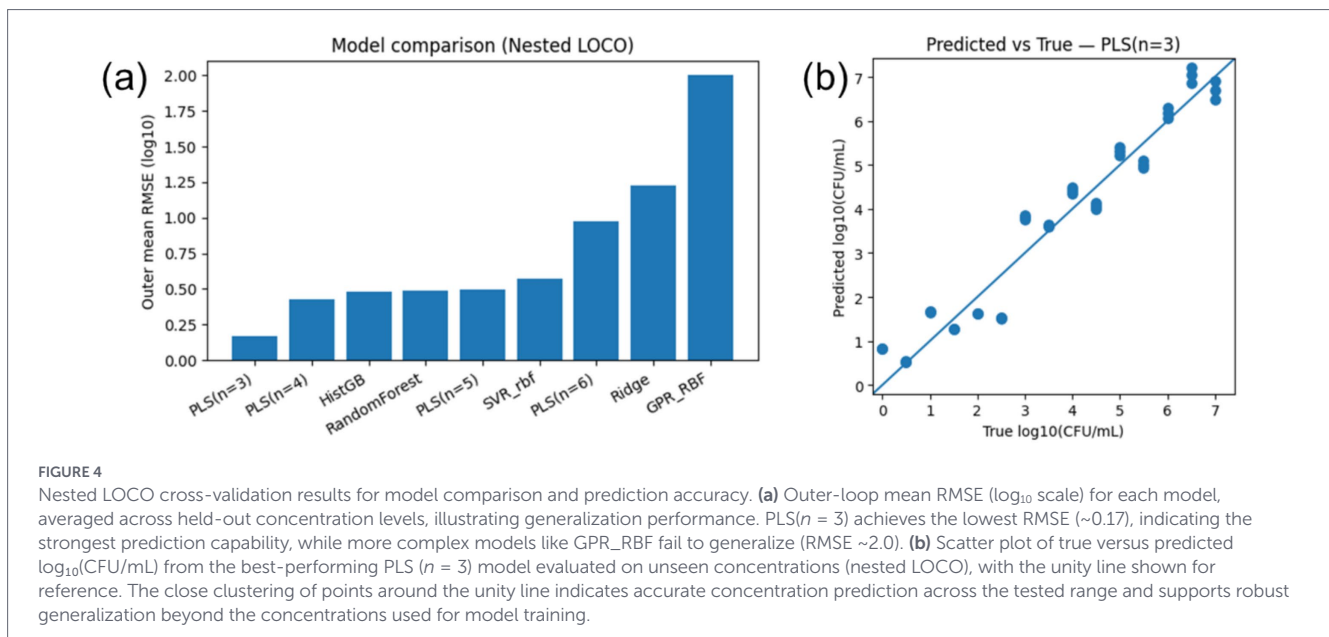 (a)
Model comparison (Nested LOCO)
Outer mean RMSE (log10)
2.00
1.75
1.50
1.25
1.00
0.75
0.50
0.25
0.00
PLS(n=3)
PLS(n=4)
HistGB
RandomForest
PLS(n=5)
SVR_rbf
PLS(n=6)
Ridge
GPR_RBF
(b)
Predicted vs True — PLS(n=3)
Predicted log10(CFU/mL)
7
6
5
4
3
2
1
0
0 1 2 3 4 5 6 7
True log10(CFU/mL)
FIGURE 4
Nested LOCO cross-validation results for model comparison and prediction accuracy. (a) Outer-loop mean RMSE (log₁₀ scale) for each model,
averaged across held-out concentration levels, illustrating generalization performance. PLS(n = 3) achieves the lowest RMSE (~0.17), indicating the
strongest prediction capability, while more complex models like GPR_RBF fail to generalize (RMSE ~2.0). (b) Scatter plot of true versus predicted
log₁₀(CFU/mL) from the best-performing PLS (n = 3) model evaluated on unseen concentrations (nested LOCO), with the unity line shown for
reference. The close clustering of points around the unity line indicates accurate concentration prediction across the tested range and supports robust
generalization beyond the concentrations used for model training.